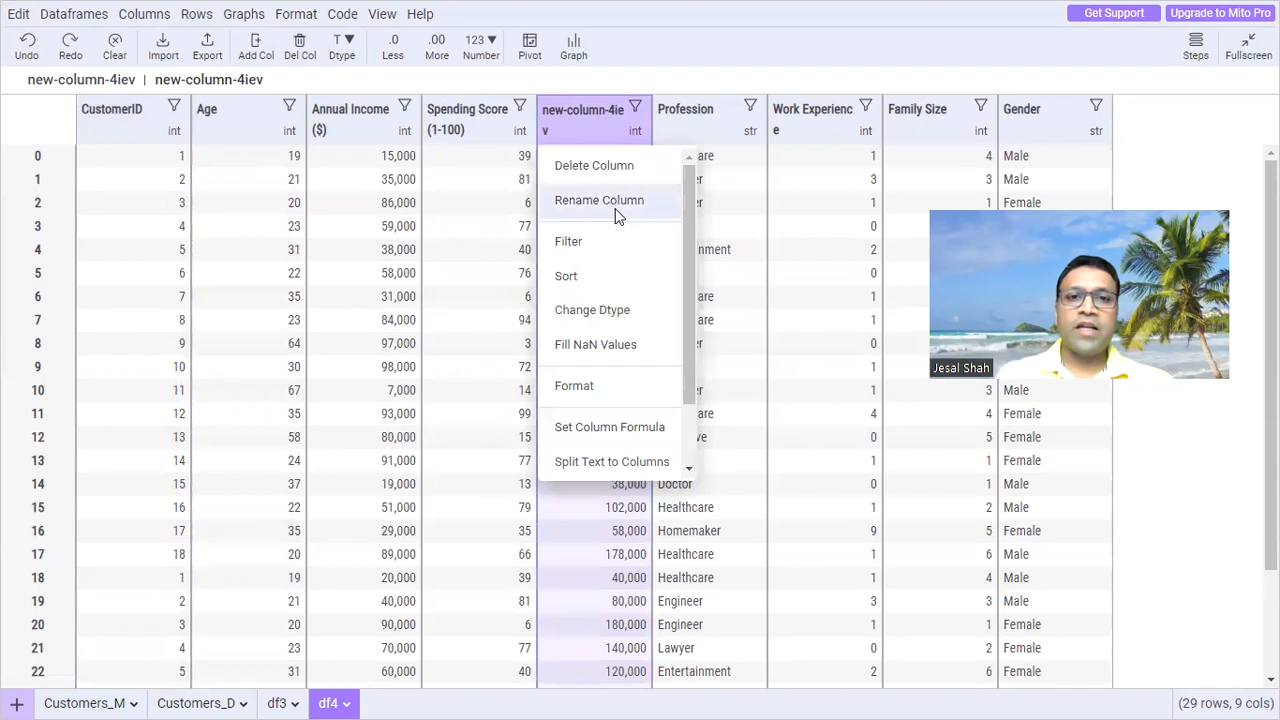 Edit Dataframes Columns Rows Graphs Format Code View Help Get Support Upgrade to Mito Pro
.0 .00 123
Undo Redo Clear Import Export Add Col Del Col Dtype Less More Number Pivot Graph Steps Fullscreen
new-column-4iev | new-column-4iev
CustomerID Age Annual Income Spending Score new-column-4ie Profession Work Experienc Family Size Gender
int int ($) int (1-100) int v int str e int int str
0 1 19 15,000 39 are 1 4 Male
1 2 21 35,000 81 er 3 3 Male
2 3 20 86,000 6 er 1 1 Female
3 4 23 59,000 77 0
4 5 31 38,000 40 nment 2
5 6 22 58,000 76 0
6 7 35 31,000 6 are 1
7 8 23 84,000 94 are 1
8 9 64 97,000 3 er 0
9 10 30 98,000 72 1
10 11 67 7,000 14 er 1 3 Male
11 12 35 93,000 99 are 4 4 Female
12 13 58 80,000 15 ve 0 5 Female
13 14 24 91,000 77 1 1 Female
14 15 37 19,000 13 38,000 Doctor 0 1 Male
15 16 22 51,000 79 102,000 Healthcare 1 2 Male
16 17 35 29,000 35 58,000 Homemaker 9 5 Female
17 18 20 89,000 66 178,000 Healthcare 1 6 Male
18 1 19 20,000 39 40,000 Healthcare 1 4 Male
19 2 21 40,000 81 80,000 Engineer 3 3 Male
20 3 20 90,000 6 180,000 Engineer 1 1 Female
21 4 23 70,000 77 140,000 Lawyer 0 2 Female
22 5 31 60,000 40 120,000 Entertainment 2 6 Female
Delete Column
Rename Column
Filter
Sort
Change Dtype
Fill NaN Values
Format
Set Column Formula
Split Text to Columns
Jesal Shah
+ Customers_M Customers_D df3 df4 (29 rows, 9 cols)